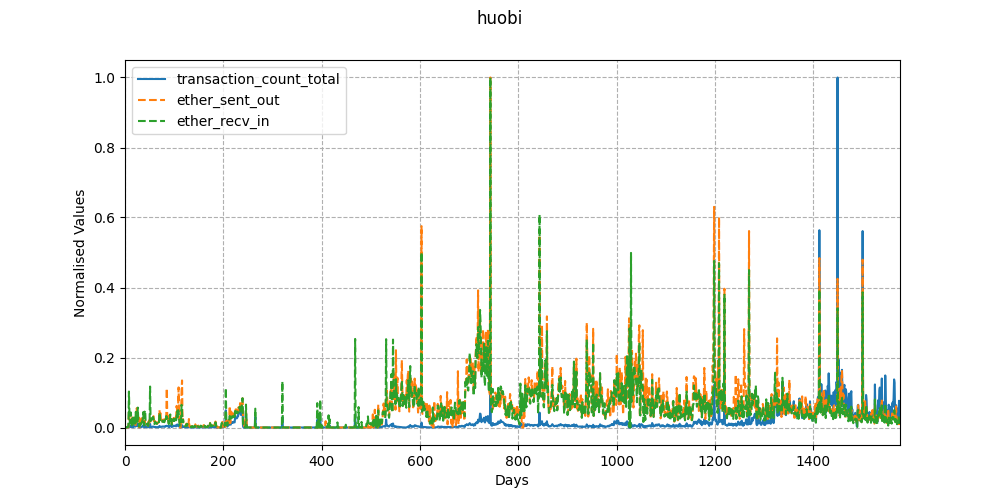 huobi
transaction_count_total
ether_sent_out
ether_recv_in
Normalised Values
1.0
0.8
0.6
0.4
0.2
0.0
0 200 400 600 800 1000 1200 1400
Days